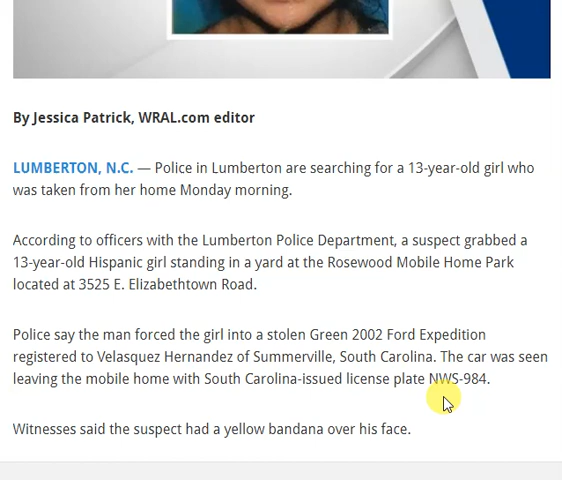 By Jessica Patrick, WRAL.com editor
LUMBERTON, N.C. — Police in Lumberton are searching for a 13-year-old girl who
was taken from her home Monday morning.
According to officers with the Lumberton Police Department, a suspect grabbed a
13-year-old Hispanic girl standing in a yard at the Rosewood Mobile Home Park
located at 3525 E. Elizabethtown Road.
Police say the man forced the girl into a stolen Green 2002 Ford Expedition
registered to Velasquez Hernandez of Summerville, South Carolina. The car was seen
leaving the mobile home with South Carolina-issued license plate NWS-984.
Witnesses said the suspect had a yellow bandana over his face.